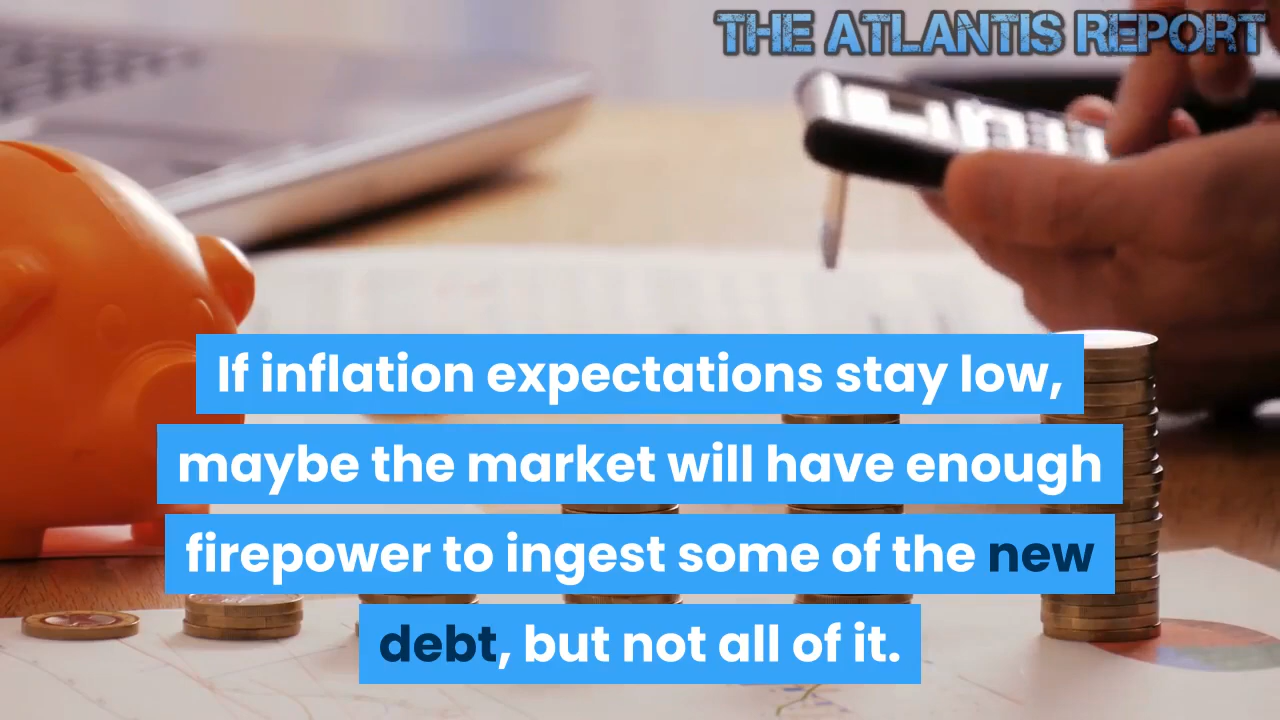 THE ATLANTIS REPORT
If inflation expectations stay low,
maybe the market will have enough
firepower to ingest some of the new
debt, but not all of it.